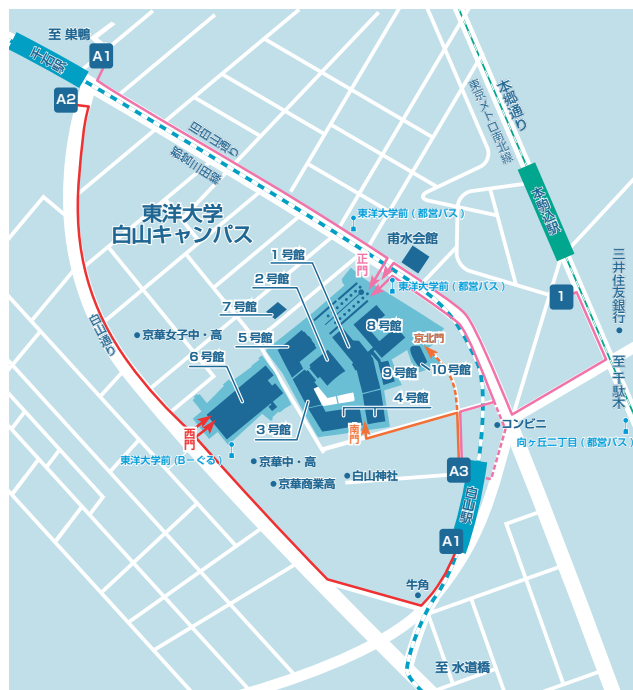 至 巣鴨
A1
千石駅
A2
本郷通り
東京メトロ南北線
旧白山通り
都営三田線
東洋大学
白山キャンパス
東洋大学前 ( 都営バス )
甫水会館
本駒込駅
正門
1 号館
東洋大学前 ( 都営バス )
2 号館
三井住友銀行
1
7 号館
8 号館
白山通り
京華女子中・高
5 号館
京北門
6 号館
9 号館
10 号館
至 千駄木
4 号館
西門
3 号館
南門
コンビニ
向ヶ丘二丁目 ( 都営バス )
東洋大学前 (B－ぐる)
京華中・高
A3
白山神社
京華商業高
白山駅
A1
牛角
至 水道橋